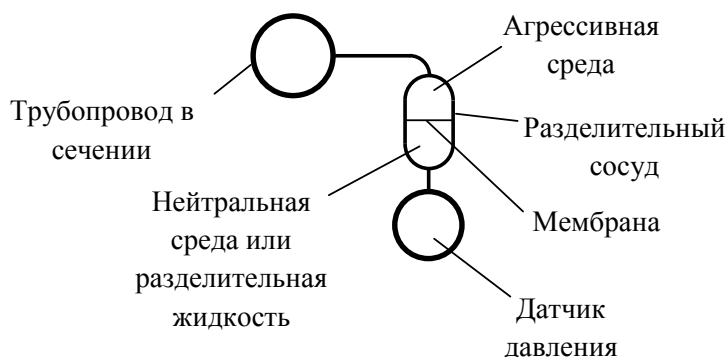 Агрессивная
среда
Трубопровод в
сечении
Разделительный
сосуд
Нейтральная
среда или
разделительная
жидкость
Мембрана
Датчик
давления